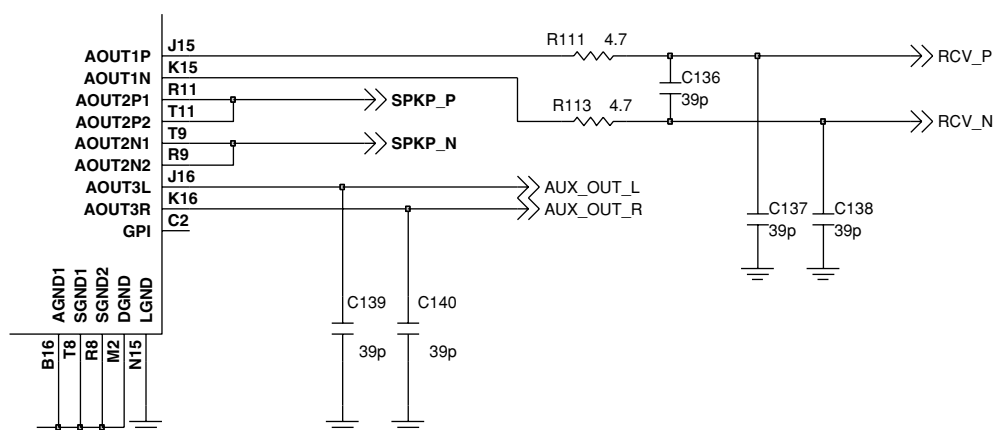 AOUT1P J15 R111 4.7 RCV_P
AOUT1N K15 C136
AOUT2P1 R11 SPKP_P 39p
AOUT2P2 T11 R113 4.7 RCV_N
AOUT2N1 T9 SPKP_N
AOUT2N2 R9
AOUT3L J16 AUX_OUT_L
AOUT3R K16 AUX_OUT_R C137 C138
GPI C2 39p 39p
AGND1
SGND1
SGND2
DGND
LGND
C139 C140
39p 39p
B16
T8
R8
M2
N15